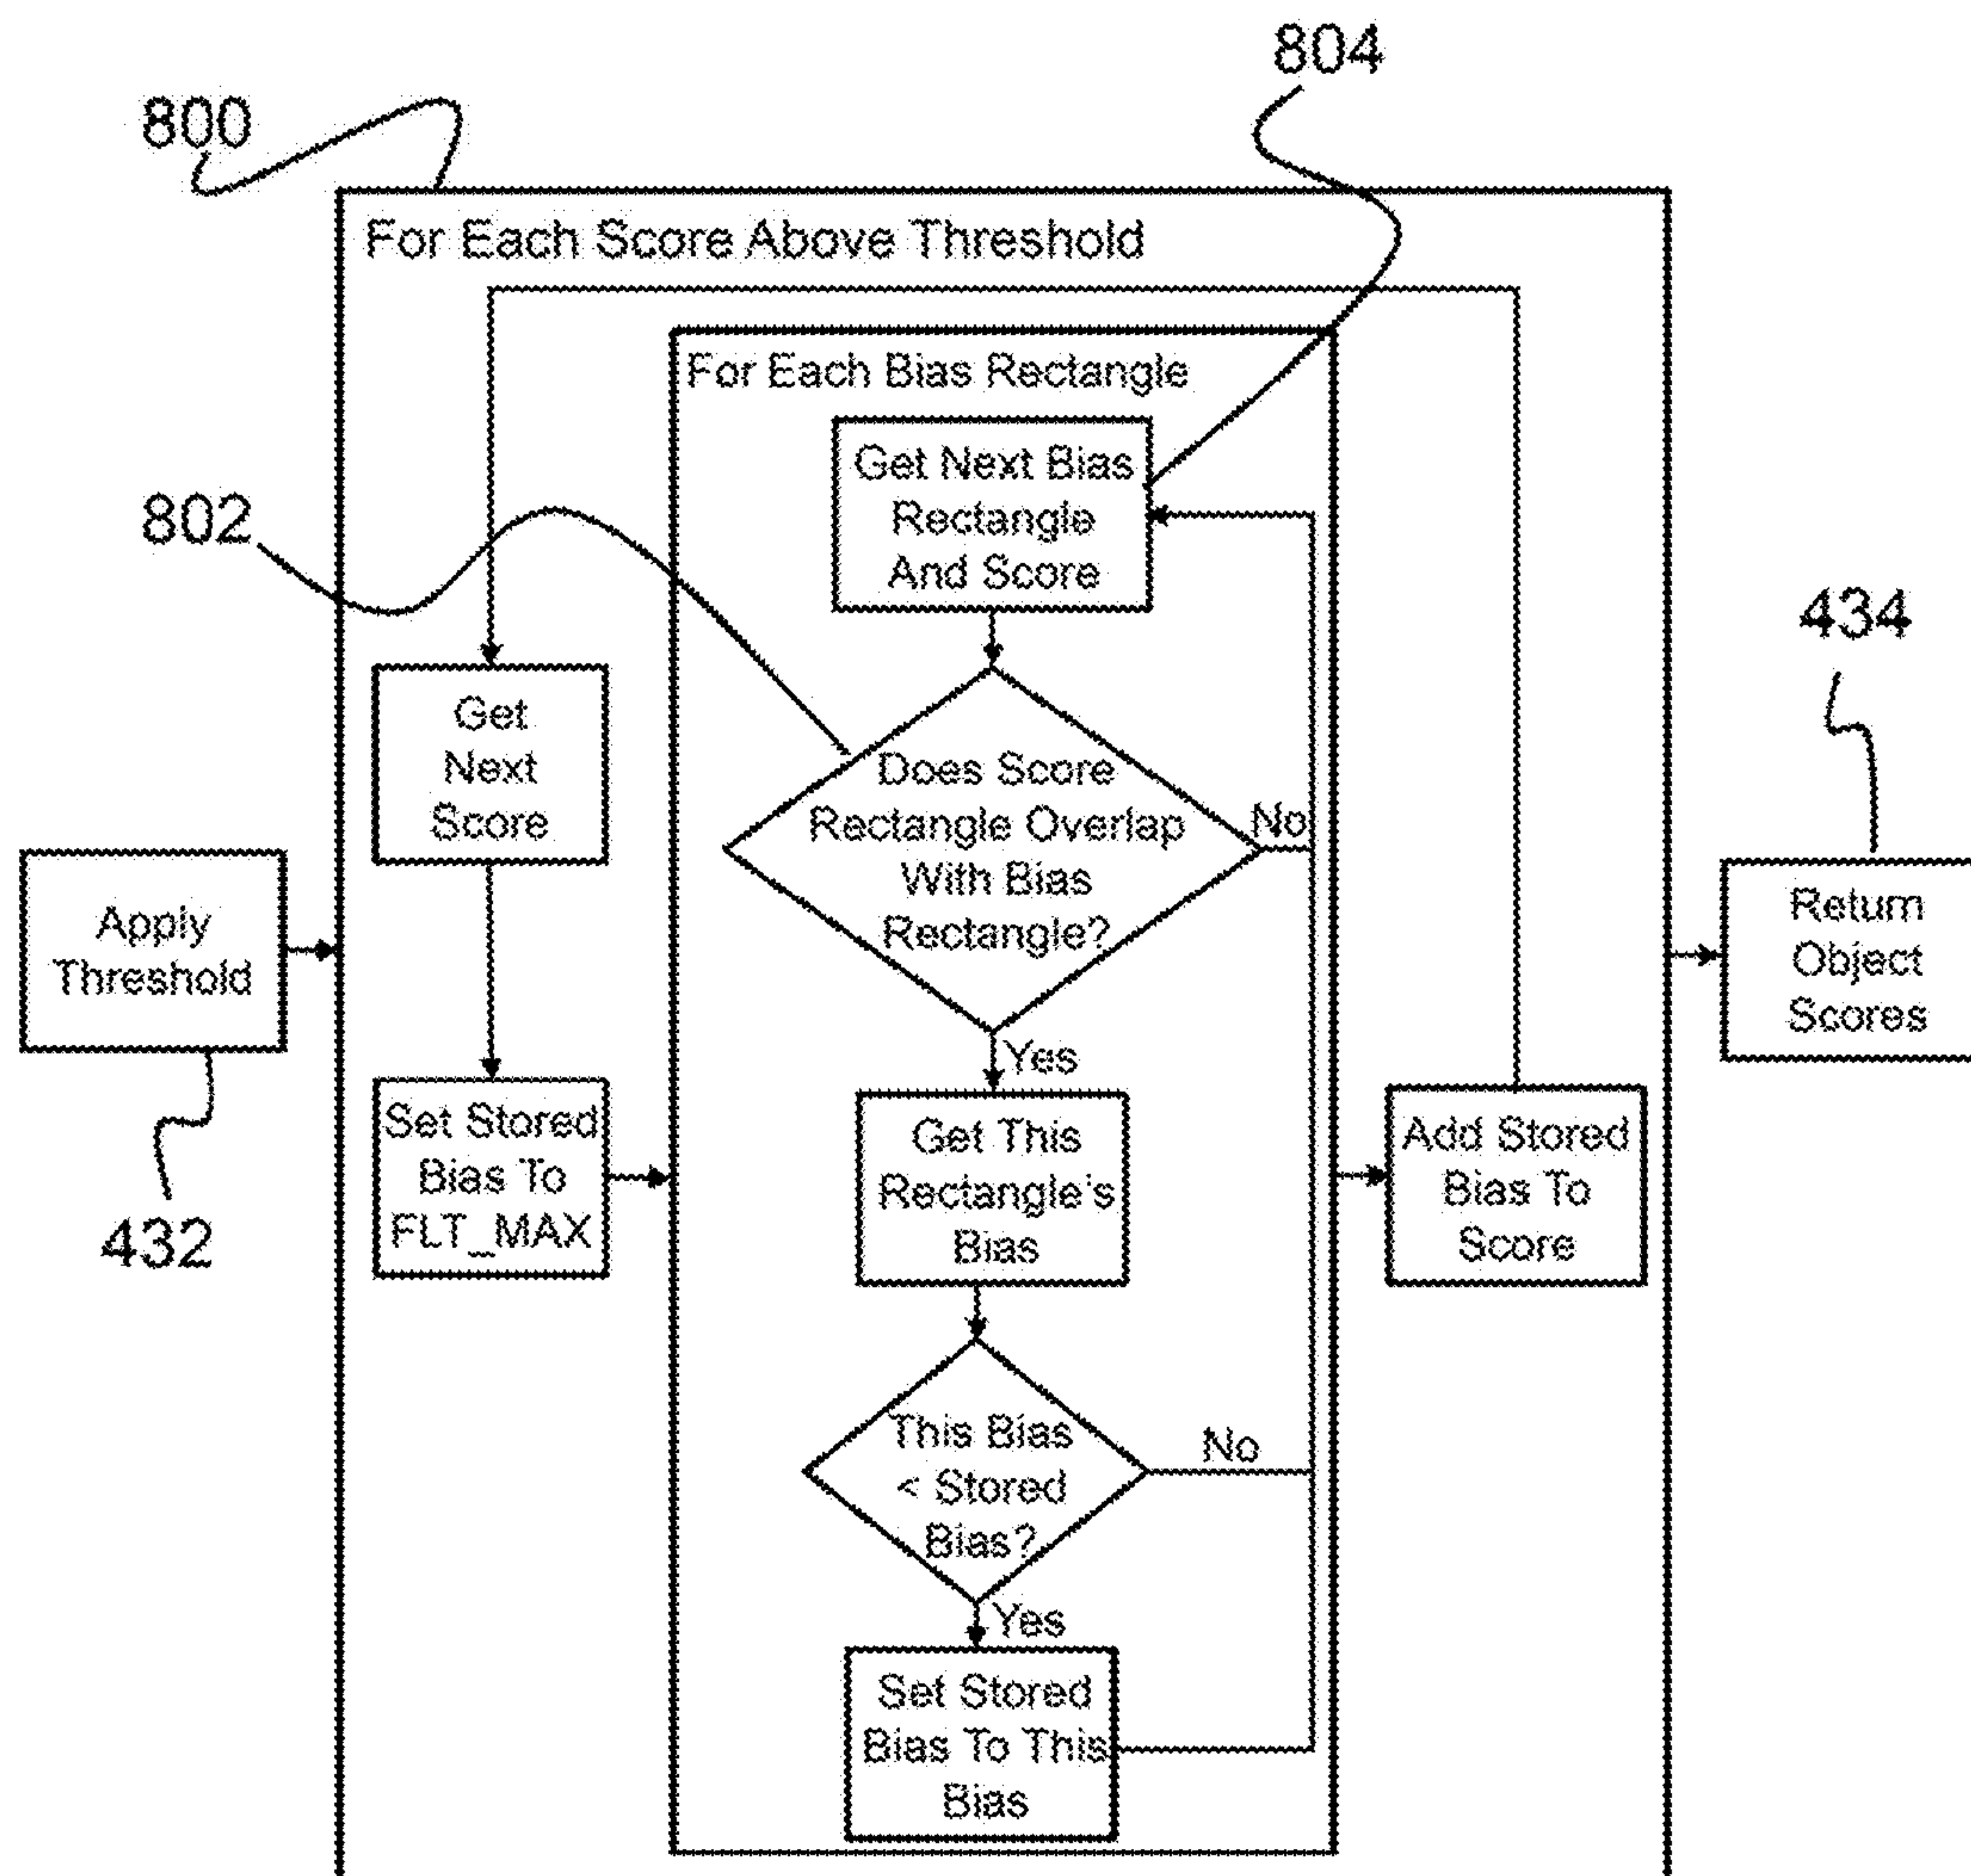 804
800
For Each Score Above Threshold
For Each Bias Rectangle
Get Next Bias
Rectangle
And Score
802
434
Get
Next
Score
Does Score
Rectangle Overlap
With Bias
Rectangle?
No
Apply
Threshold
Return
Object
Scores
Yes
Set Stored
Bias To
FLT_MAX
Get This
Rectangle's
Bias
Add Stored
Bias To
Score
432
This Bias
< Stored
Bias?
No
Yes
Set Stored
Bias To This
Bias